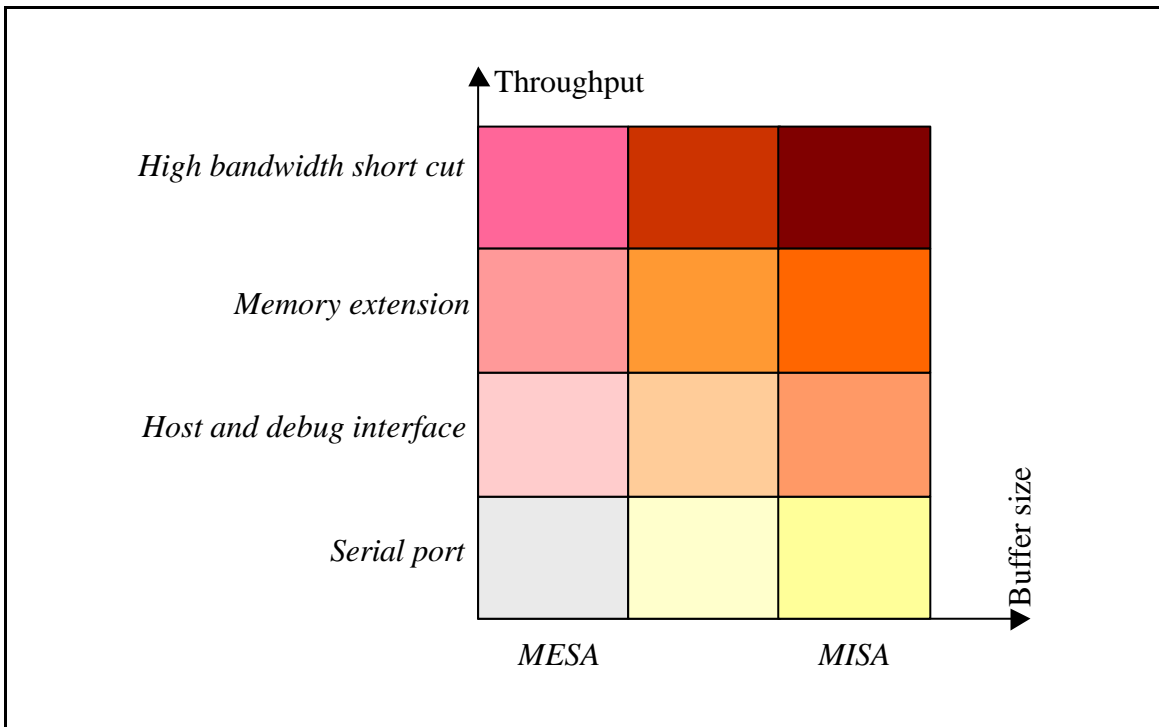 Throughput
High bandwidth short cut
Memory extension
Host and debug interface
Serial port
Buffer size
MESA
MISA